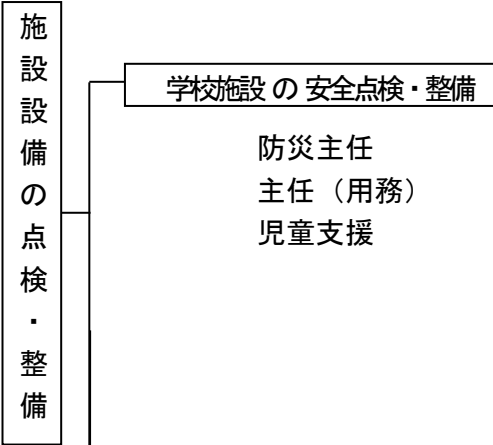 施設設備の点検・整備
学校施設の安全点検・整備
防災主任
主任（用務）
児童支援